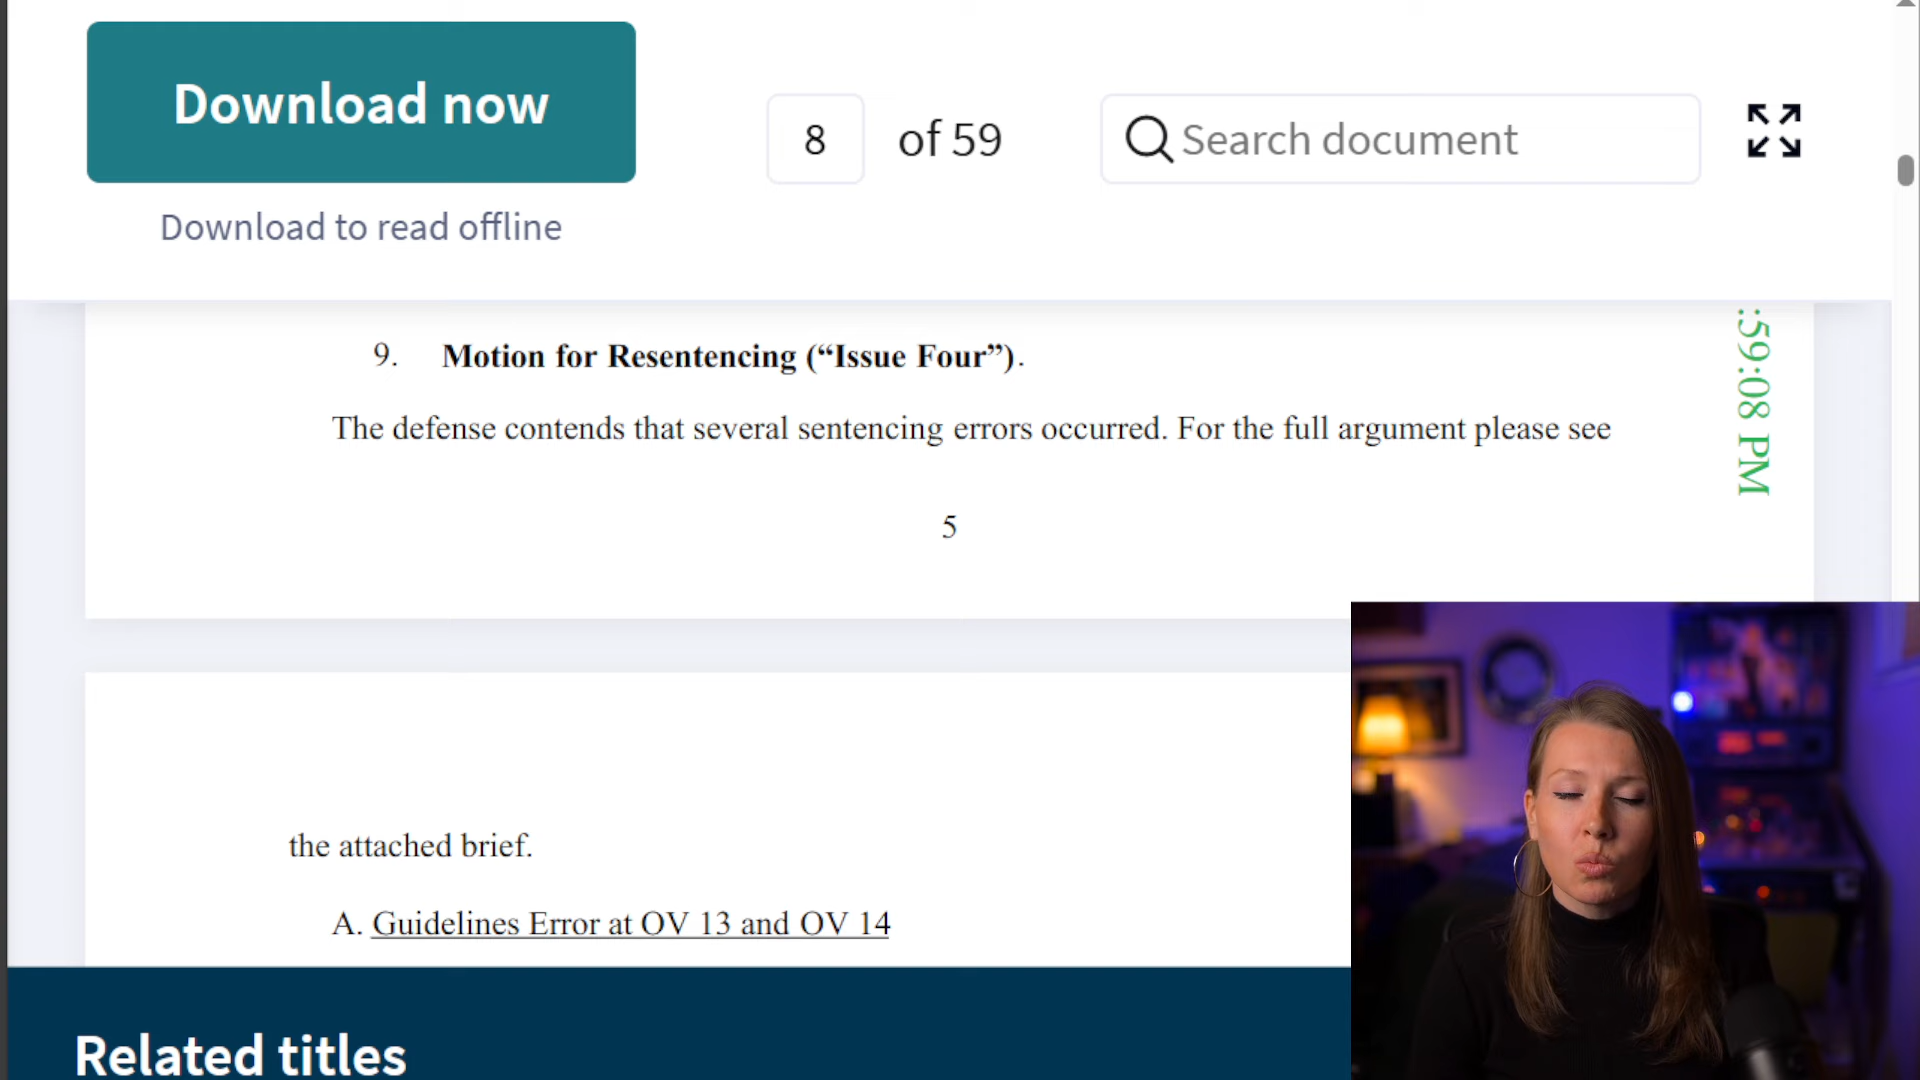 Download now
Download to read offline
8 of 59
Search document
:59:08 PM
9. Motion for Resentencing (“Issue Four”).
The defense contends that several sentencing errors occurred. For the full argument please see
5
the attached brief.
A. Guidelines Error at OV 13 and OV 14
Related titles